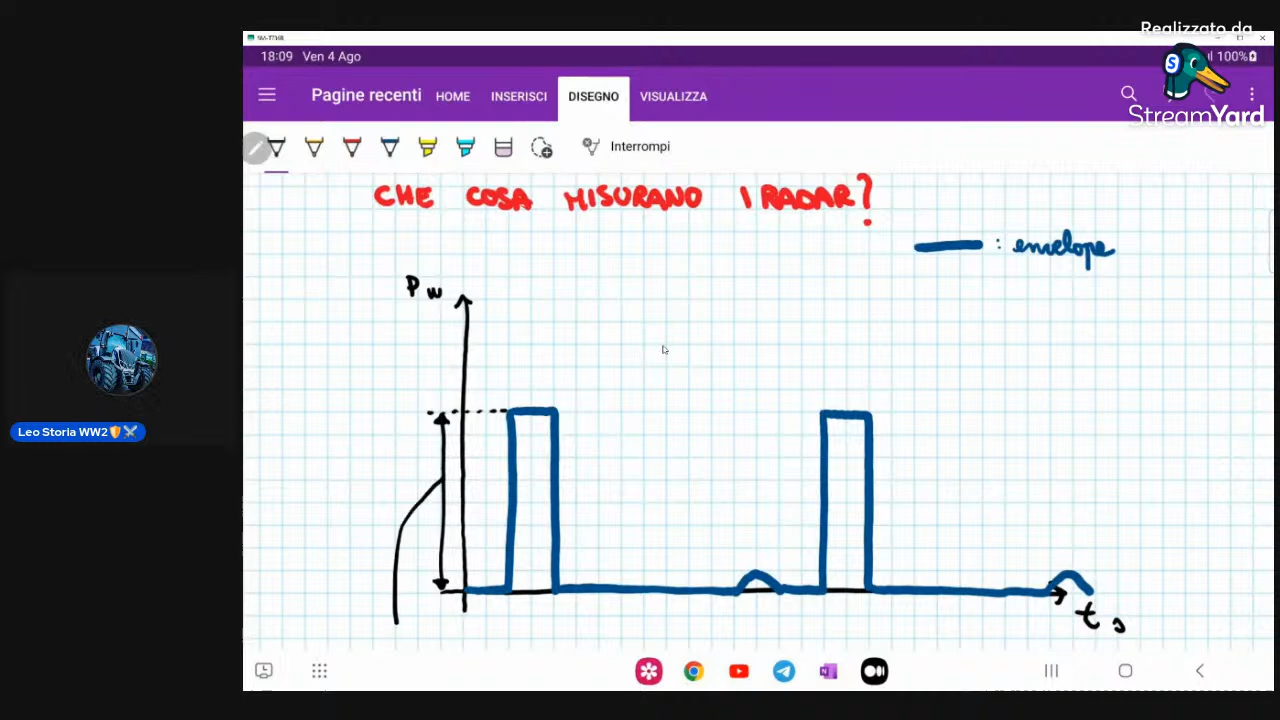 Realizzato da
StreamYard
18:09 Ven 4 Ago
100%
Pagine recenti HOME INSERISCI DISEGNO VISUALIZZA
Interrompi
CHE COSA MISURANO I RADAR?
: envelope
P W
t s
Leo Storia WW2🛡️⚔️